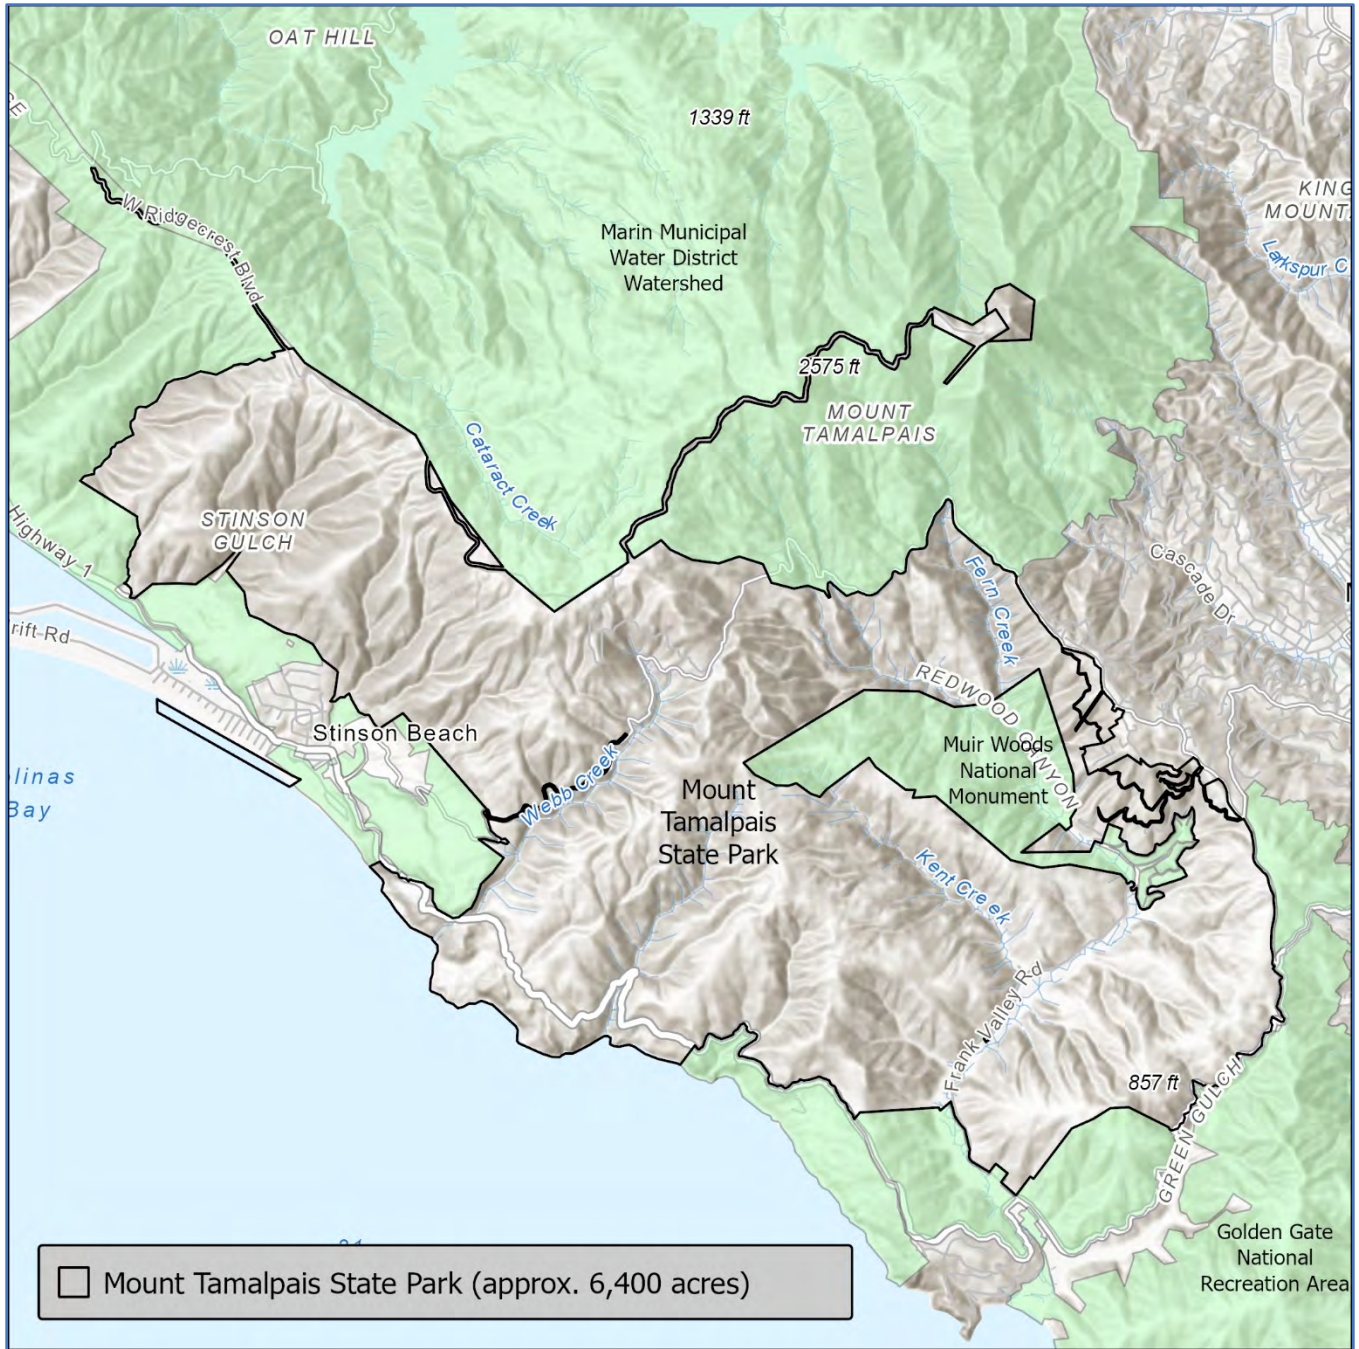 OAT HILL
GE
1339 ft
KING
MOUNT
W Ridgecrest Blvd
Marin Municipal
Water District
Watershed
Larkspur C
2575 ft
MOUNT
TAMALPAIS
Cataract Creek
STINSON
GULCH
Highway 1
Cascade Dr
Fern Creek
rift Rd
REDWOOD CANYON
Stinson Beach
Muir Woods
National
Monument
olinas
Bay
Webb Creek
Mount
Tamalpais
State Park
Kent Creek
Frank Valley Rd
857 ft
GREEN GULCH
Golden Gate
National
Recreation Area
Mount Tamalpais State Park (approx. 6,400 acres)